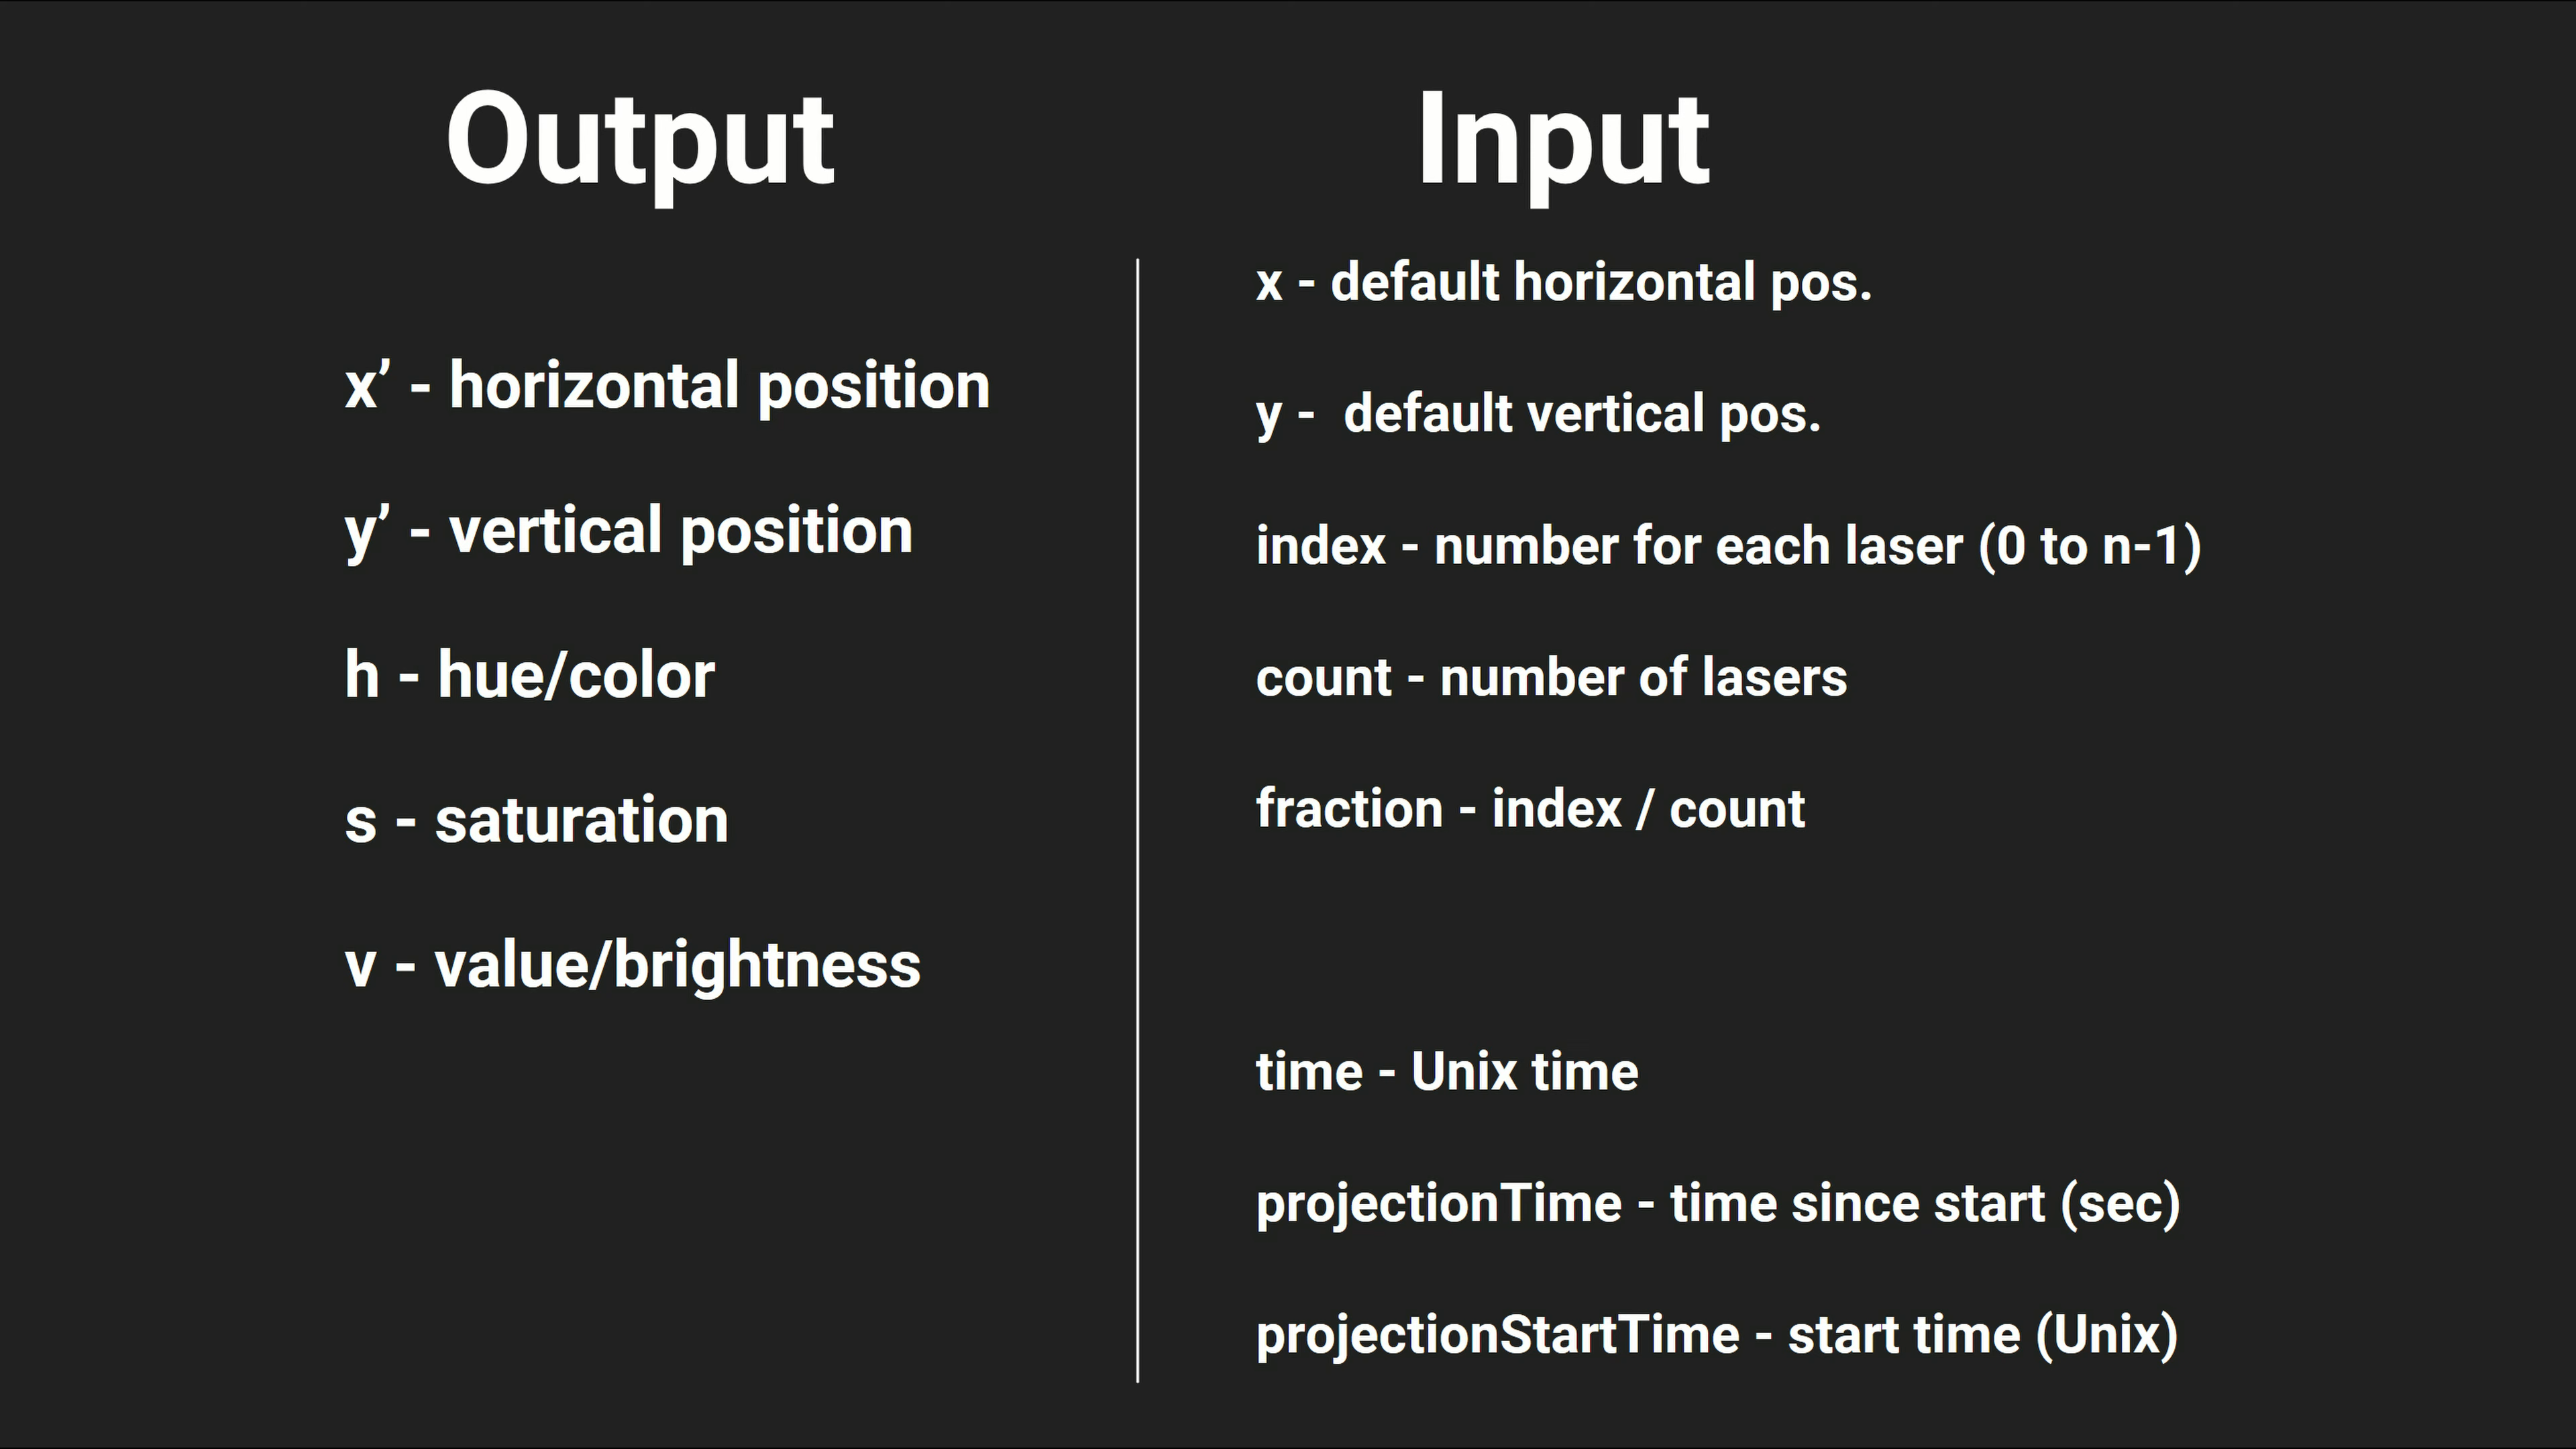 Output
x’ - horizontal position
y’ - vertical position
h - hue/color
s - saturation
v - value/brightness
Input
x - default horizontal pos.
y -  default vertical pos.
index - number for each laser (0 to n-1)
count - number of lasers
fraction - index / count
time - Unix time
projectionTime - time since start (sec)
projectionStartTime - start time (Unix)